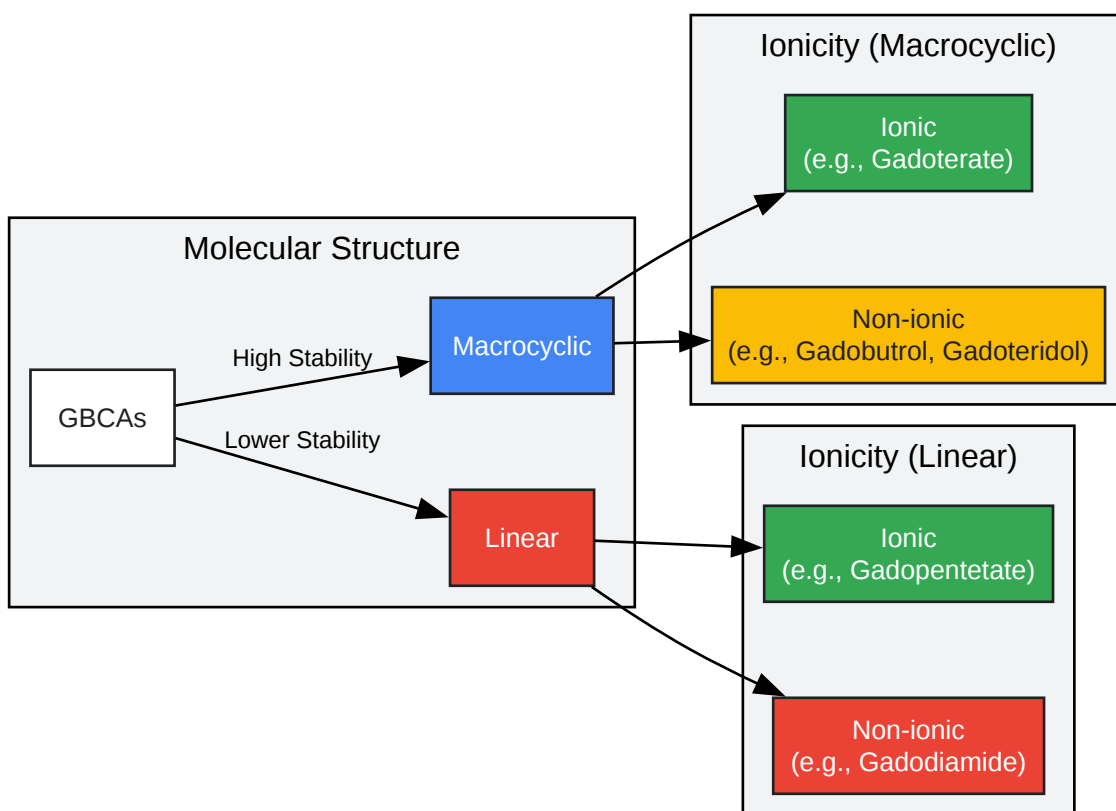 Ionicity (Macrocyclic)
Ionic
(e.g., Gadoterate)
Molecular Structure
Macrocyclic
Non-ionic
(e.g., Gadobutrol, Gadoteridol)
High Stability
GBCAs
Lower Stability
Linear
Ionicity (Linear)
Ionic
(e.g., Gadopentetate)
Non-ionic
(e.g., Gadodiamide)